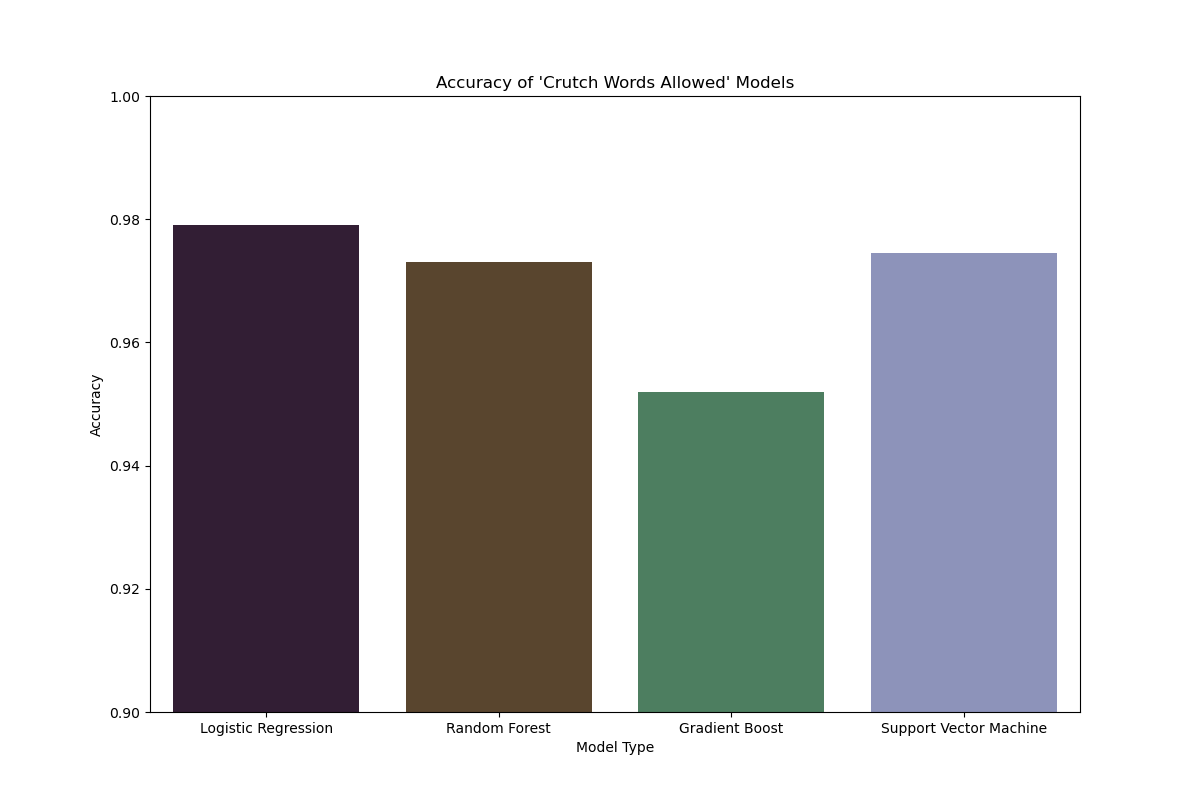 Accuracy of 'Crutch Words Allowed' Models
1.00
0.98
0.96
0.94
0.92
0.90
Accuracy
Logistic Regression
Random Forest
Gradient Boost
Support Vector Machine
Model Type